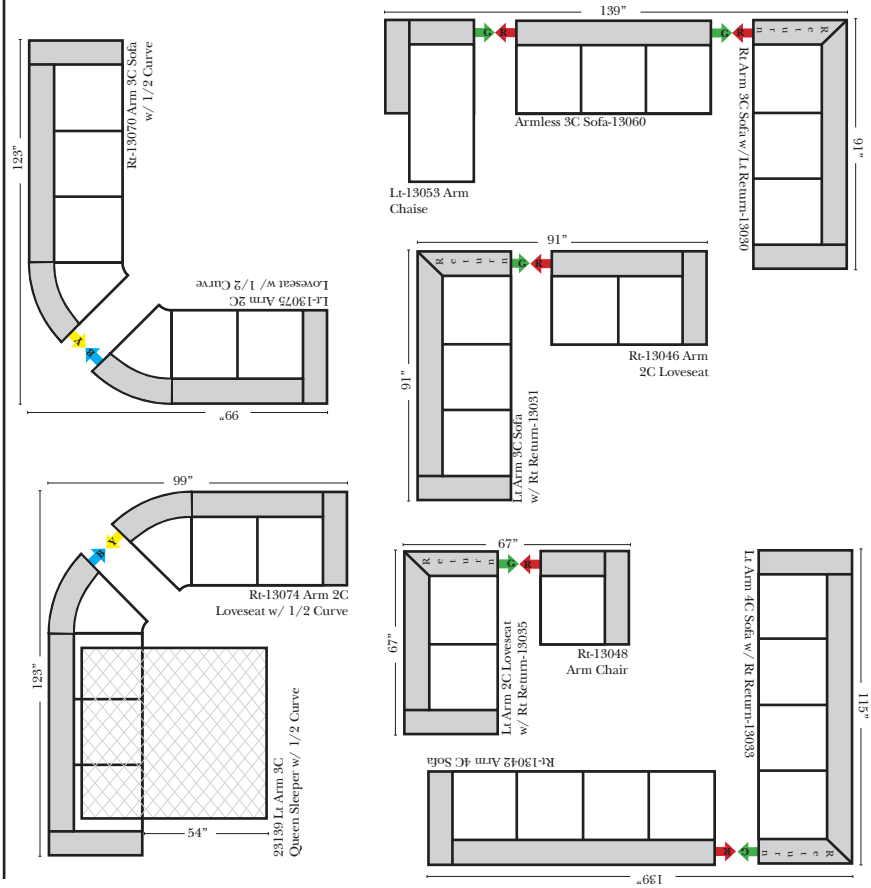 139”
G R
G R
Return
Rt Arm 3C Sofa w/Lt Return-13030
91”
Armless 3C Sofa-13060
Lt-13053 Arm
Chaise
Rt-13070 Arm 3C Sofa
w/ 1/2 Curve
123”
Y
B
Lt-13075 Arm 2C
Loveseat w/ 1/2 Curve
99”
91”
Return
G R
91”
Lt Arm 3C Sofa
w/ Rt Return-13031
Rt-13046 Arm
2C Loveseat
99”
B
Y
Rt-13074 Arm 2C
Loveseat w/ 1/2 Curve
123”
54”
23139 Lt Arm 3C
Queen Sleeper w/ 1/2 Curve
67”
Return
G R
67”
Lt Arm 2C Loveseat
w/ Rt Return-13035
Rt-13048
Arm Chair
Lt Arm 4C Sofa w/ Rt Return-13033
115”
Rt-13042 Arm 4C Sofa
R G
Return
139”